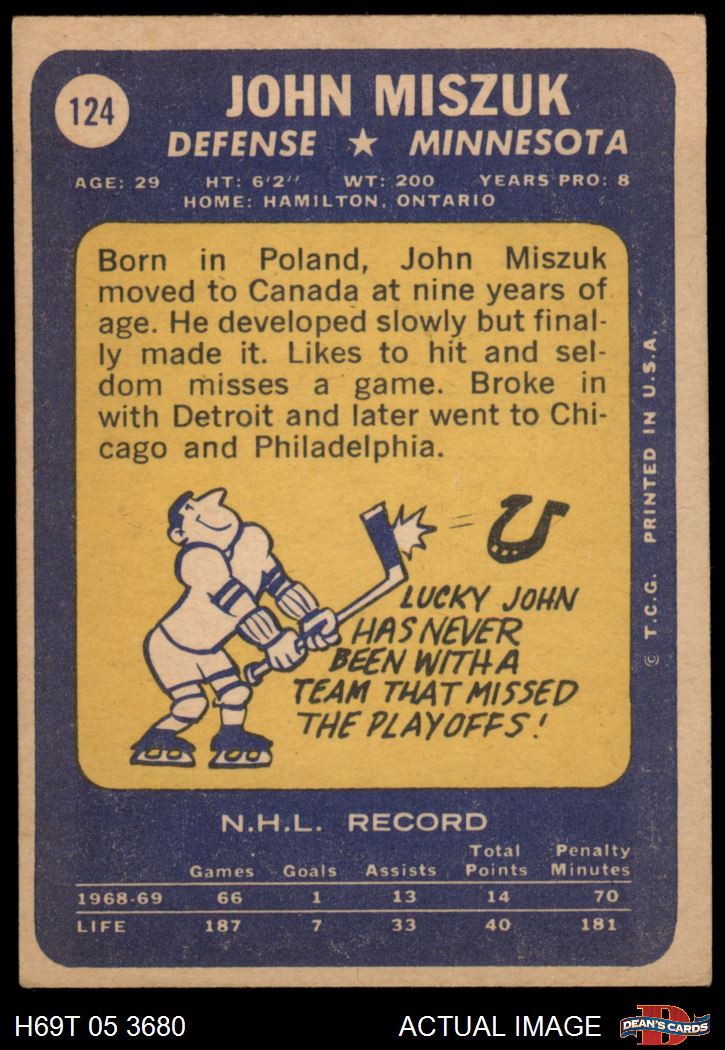 124
JOHN MISZUK
DEFENSE ★ MINNESOTA
AGE: 29 HT: 6'2" WT: 200 YEARS PRO: 8
HOME: HAMILTON, ONTARIO
Born in Poland, John Miszuk
moved to Canada at nine years of
age. He developed slowly but final-
ly made it. Likes to hit and sel-
dom misses a game. Broke in
with Detroit and later went to Chi-
cago and Philadelphia.
LUCKY JOHN
HAS NEVER
BEEN WITH A
TEAM THAT MISSED
THE PLAYOFFS!
© T.C.G. PRINTED IN U.S.A.
N.H.L. RECORD
Games Goals Assists Total Points Penalty Minutes
1968-69 66 1 13 14 70
LIFE 187 7 33 40 181
H69T 05 3680 ACTUAL IMAGE
DEAN'S CARDS